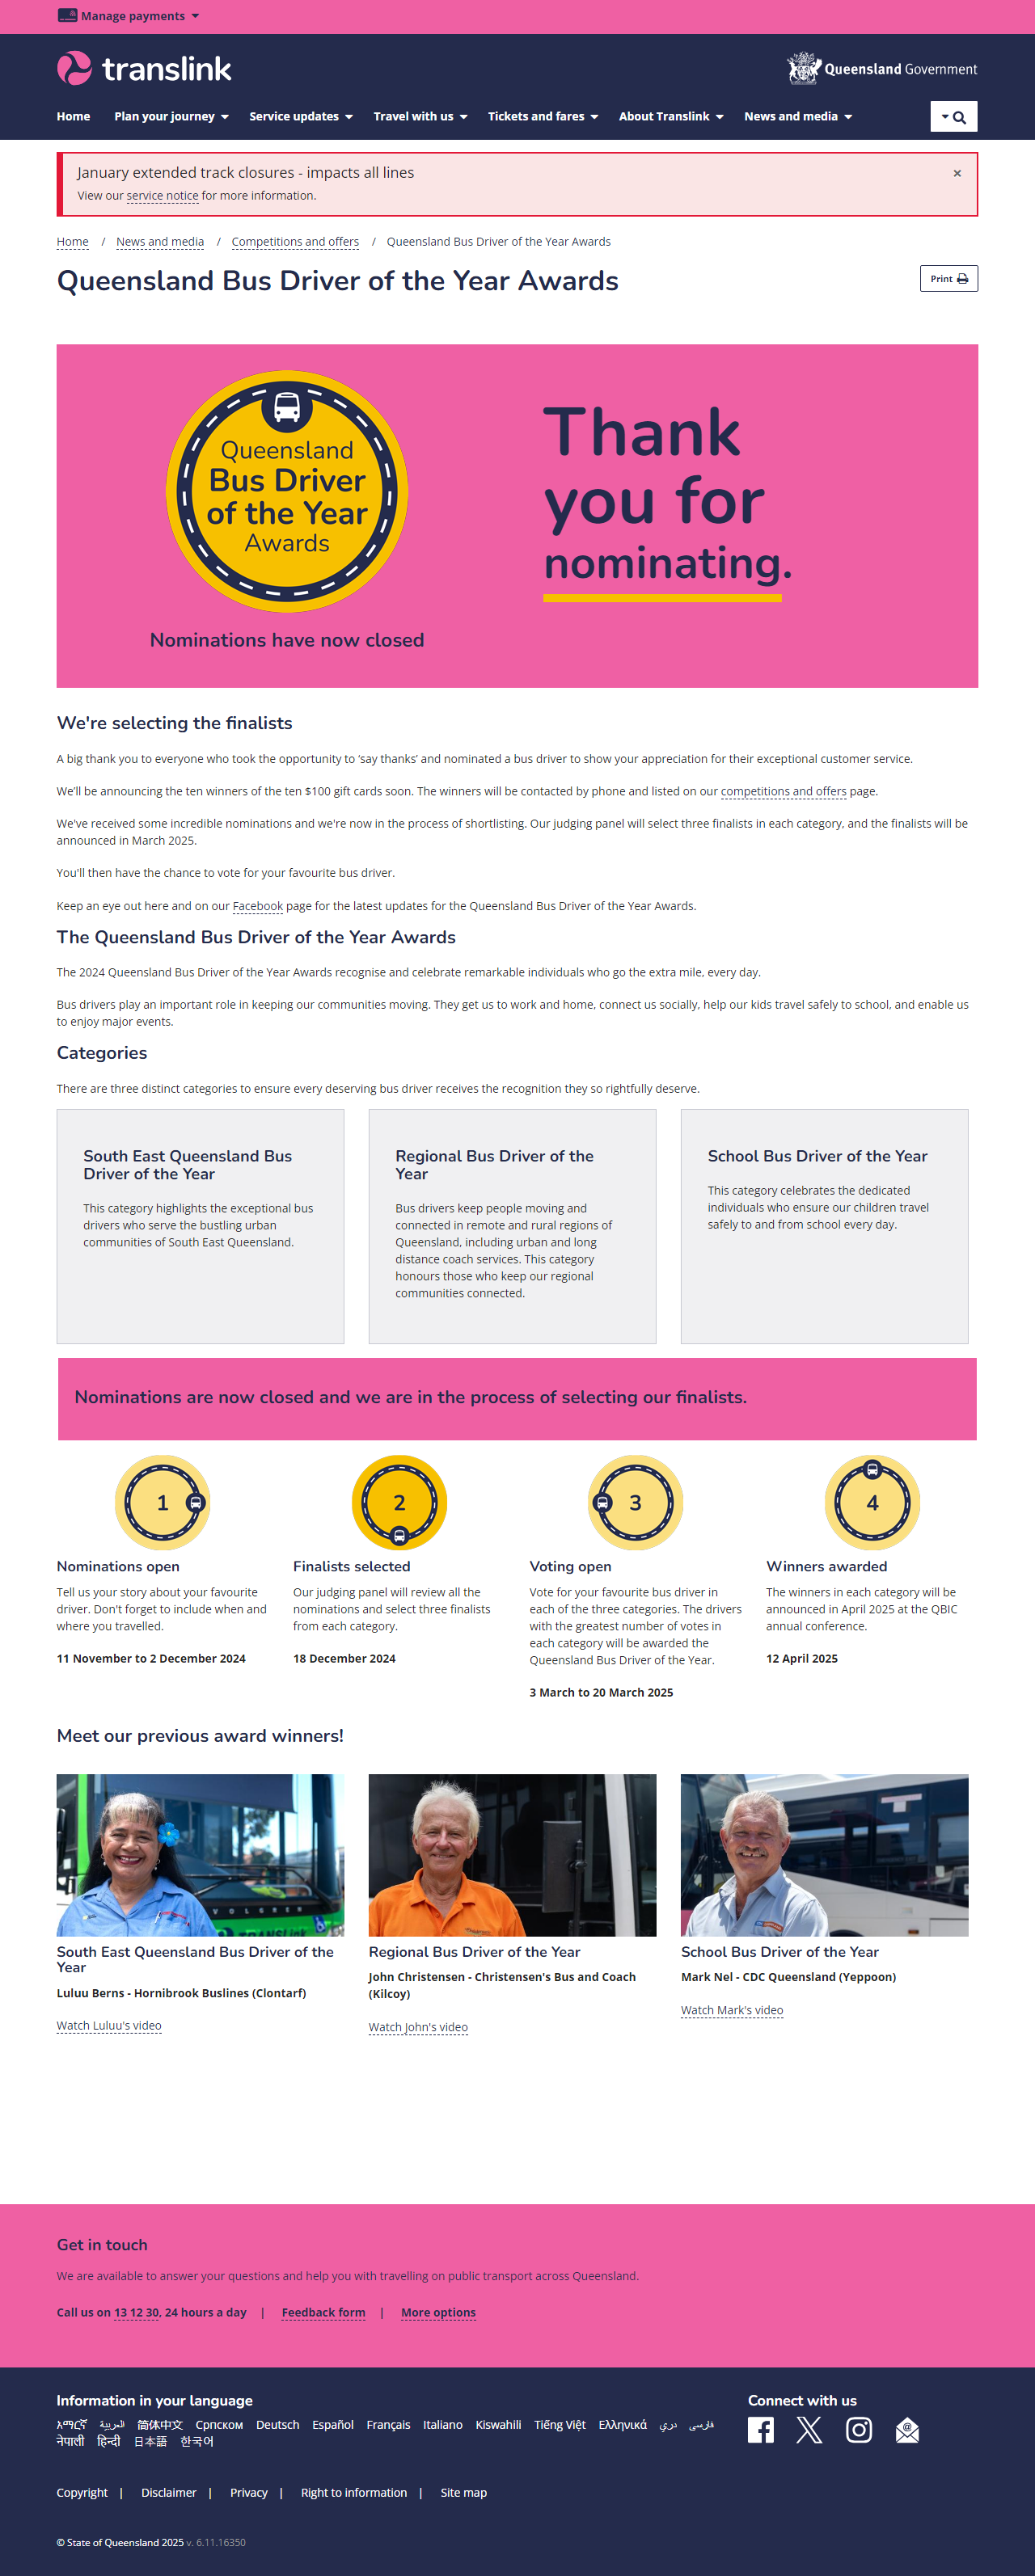 Manage payments
translink
Queensland Government
Home
Plan your journey
Service updates
Travel with us
Tickets and fares
About Translink
News and media
January extended track closures - impacts all lines
×
View our service notice for more information.
Home / News and media / Competitions and offers / Queensland Bus Driver of the Year Awards
Queensland Bus Driver of the Year Awards
Print
Queensland
Bus Driver
of the Year
Awards
Nominations have now closed
Thank
you for
nominating.
We're selecting the finalists
A big thank you to everyone who took the opportunity to ‘say thanks’ and nominated a bus driver to show your appreciation for their exceptional customer service.
We’ll be announcing the ten winners of the ten $100 gift cards soon. The winners will be contacted by phone and listed on our competitions and offers page.
We've received some incredible nominations and we're now in the process of shortlisting. Our judging panel will select three finalists in each category, and the finalists will be
announced in March 2025.
You'll then have the chance to vote for your favourite bus driver.
Keep an eye out here and on our Facebook page for the latest updates for the Queensland Bus Driver of the Year Awards.
The Queensland Bus Driver of the Year Awards
The 2024 Queensland Bus Driver of the Year Awards recognise and celebrate remarkable individuals who go the extra mile, every day.
Bus drivers play an important role in keeping our communities moving. They get us to work and home, connect us socially, help our kids travel safely to school, and enable us
to enjoy major events.
Categories
There are three distinct categories to ensure every deserving bus driver receives the recognition they so rightfully deserve.
South East Queensland Bus
Driver of the Year
This category highlights the exceptional bus
drivers who serve the bustling urban
communities of South East Queensland.
Regional Bus Driver of the
Year
Bus drivers keep people moving and
connected in remote and rural regions of
Queensland, including urban and long
distance coach services. This category
honours those who keep our regional
communities connected.
School Bus Driver of the Year
This category celebrates the dedicated
individuals who ensure our children travel
safely to and from school every day.
Nominations are now closed and we are in the process of selecting our finalists.
1
Nominations open
Tell us your story about your favourite
driver. Don't forget to include when and
where you travelled.
11 November to 2 December 2024
2
Finalists selected
Our judging panel will review all the
nominations and select three finalists
from each category.
18 December 2024
3
Voting open
Vote for your favourite bus driver in
each of the three categories. The drivers
with the greatest number of votes in
each category will be awarded the
Queensland Bus Driver of the Year.
3 March to 20 March 2025
4
Winners awarded
The winners in each category will be
announced in April 2025 at the QBIC
annual conference.
12 April 2025
Meet our previous award winners!
VOLGREN
South East Queensland Bus Driver of the
Year
Luluu Berns - Hornibrook Buslines (Clontarf)
Watch Luluu's video
Regional Bus Driver of the Year
John Christensen - Christensen's Bus and Coach
(Kilcoy)
Watch John's video
School Bus Driver of the Year
Mark Nel - CDC Queensland (Yeppoon)
Watch Mark's video
Get in touch
We are available to answer your questions and help you with travelling on public transport across Queensland.
Call us on 13 12 30, 24 hours a day | Feedback form | More options
Information in your language
አማርኛ العربية 简体中文 Српском Deutsch Español Français Italiano Kiswahili Tiếng Việt Ελληνικά دري فارسی
नेपाली हिन्दी 日本語 한국어
Connect with us
Copyright | Disclaimer | Privacy | Right to information | Site map
© State of Queensland 2025 v. 6.11.16350